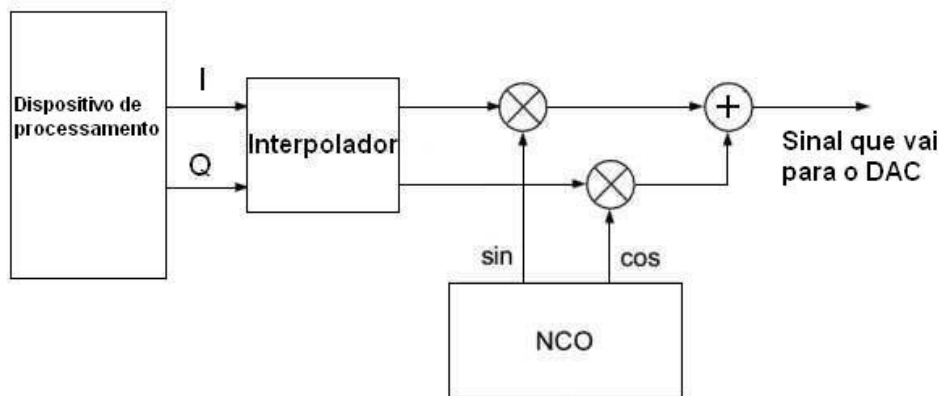 Dispositivo de
processamento
I
Q
Interpolador
+
Sinal que vai
para o DAC
sin
cos
NCO